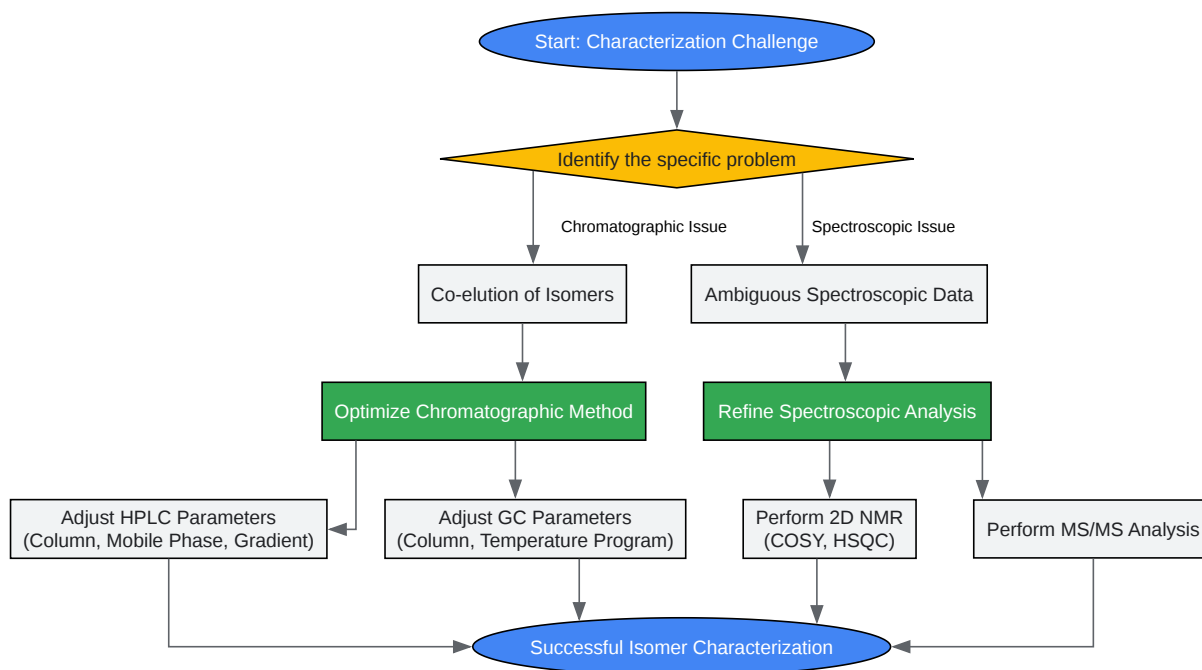 Start: Characterization Challenge
Identify the specific problem
Chromatographic Issue
Spectroscopic Issue
Co-elution of Isomers
Ambiguous Spectroscopic Data
Optimize Chromatographic Method
Refine Spectroscopic Analysis
Adjust HPLC Parameters
(Column, Mobile Phase, Gradient)
Adjust GC Parameters
(Column, Temperature Program)
Perform 2D NMR
(COSY, HSQC)
Perform MS/MS Analysis
Successful Isomer Characterization